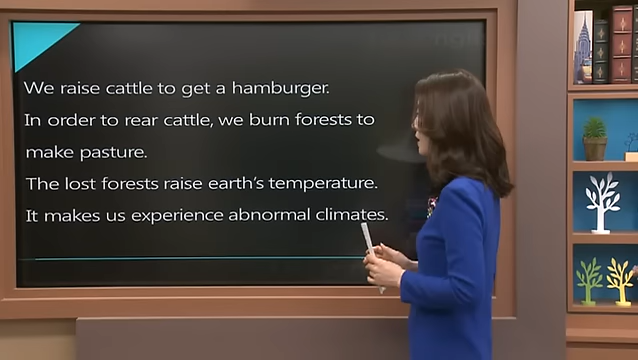 We raise cattle to get a hamburger.
In order to rear cattle, we burn forests to
make pasture.
The lost forests raise earth's temperature.
It makes us experience abnormal climates.